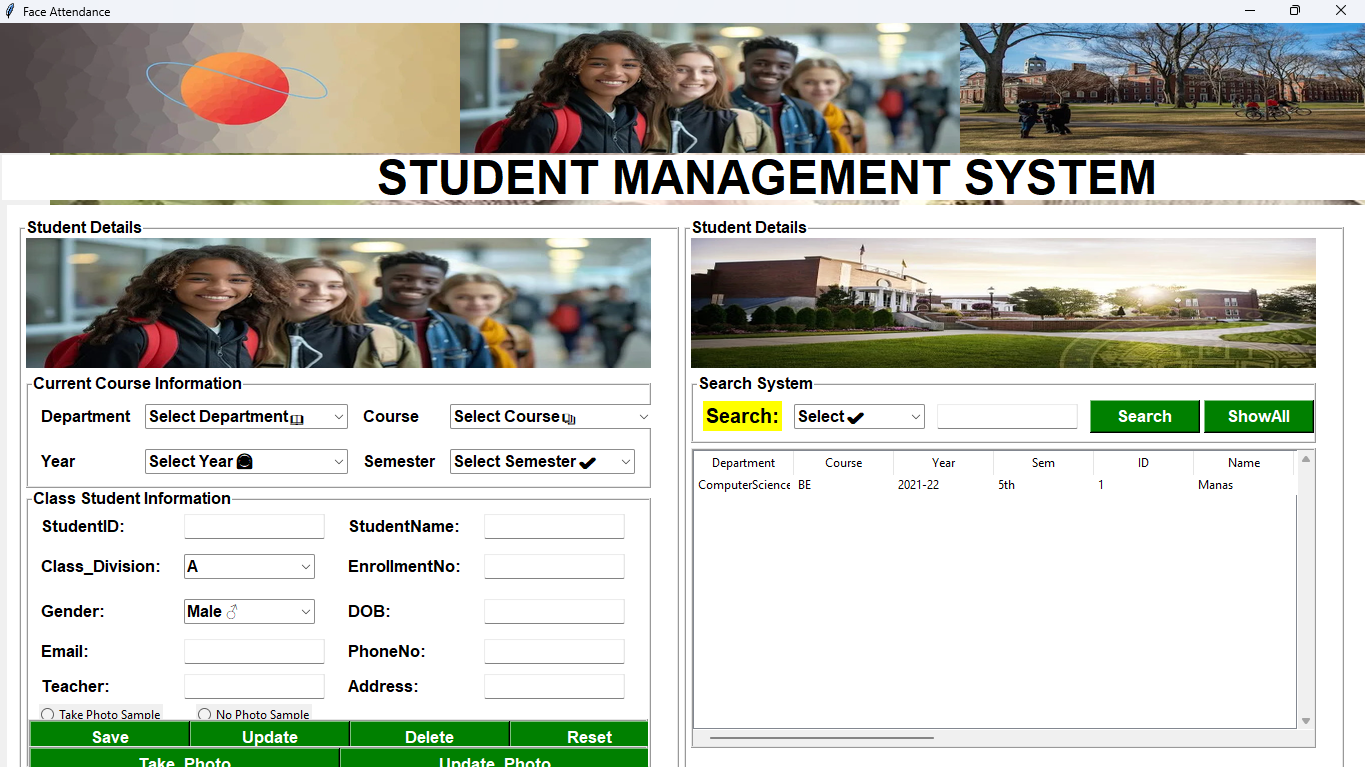 Face Attendance
STUDENT MANAGEMENT SYSTEM
Student Details
Current Course Information
Department Select Department Course Select Course
Year Select Year Semester Select Semester
Class Student Information
StudentID: StudentName:
Class_Division: A EnrollmentNo:
Gender: Male DOB:
Email: PhoneNo:
Teacher: Address:
Take Photo Sample No Photo Sample
Save Update Delete Reset
Take Photo Update Photo
Student Details
Search System
Search: Select Search ShowAll
Department Course Year Sem ID Name
ComputerScience BE 2021-22 5th 1 Manas